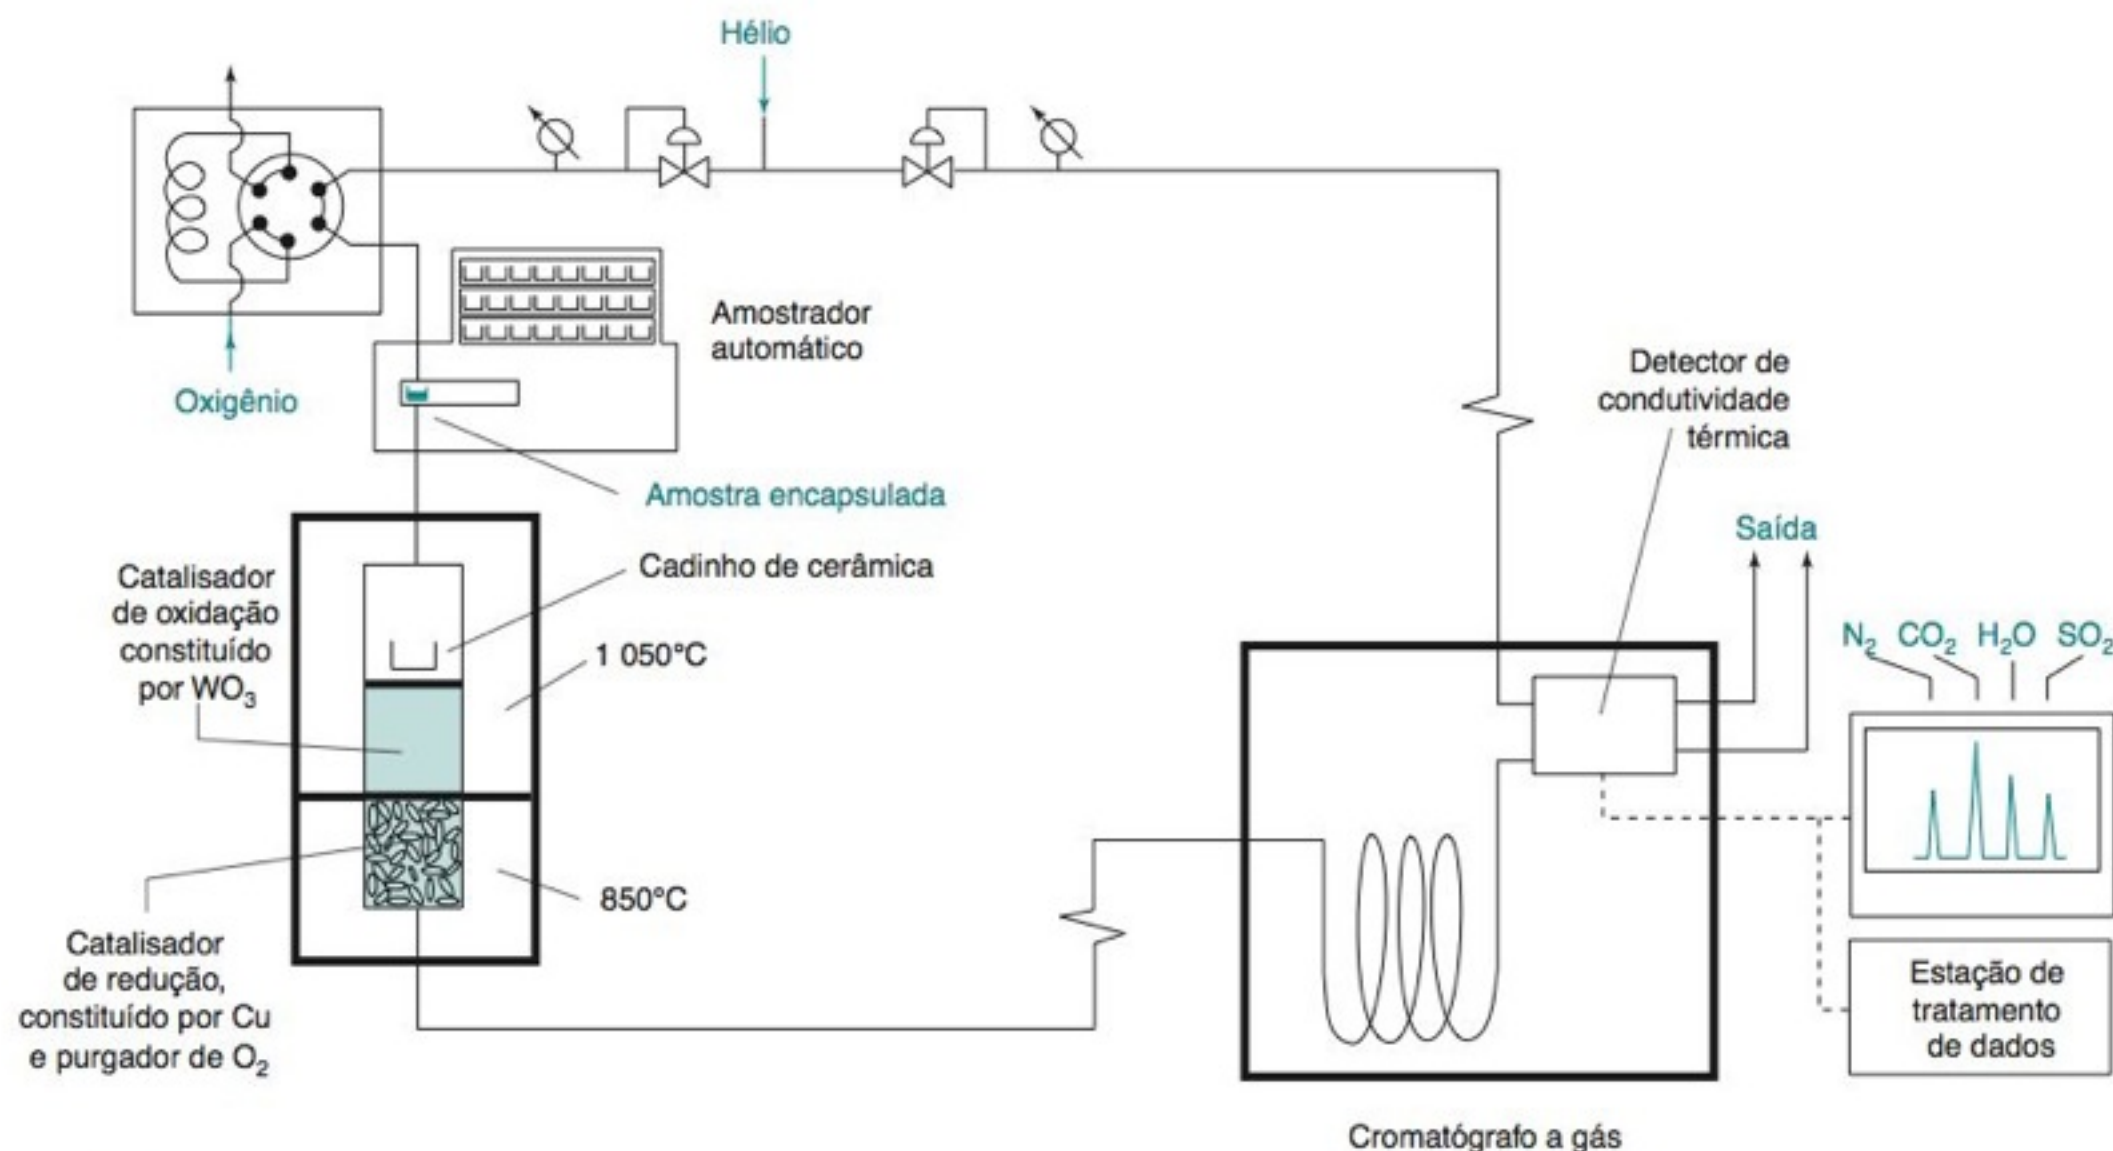 Hélio
Oxigênio
Amostrador
automático
Amostra encapsulada
Detector de
condutividade
térmica
Saída
Catalisador
de oxidação
constituído
por WO₃
Cadinho de cerâmica
1 050°C
N₂ CO₂ H₂O SO₂
850°C
Catalisador
de redução,
constituído por Cu
e purgador de O₂
Estação de
tratamento
de dados
Cromatógrafo a gás